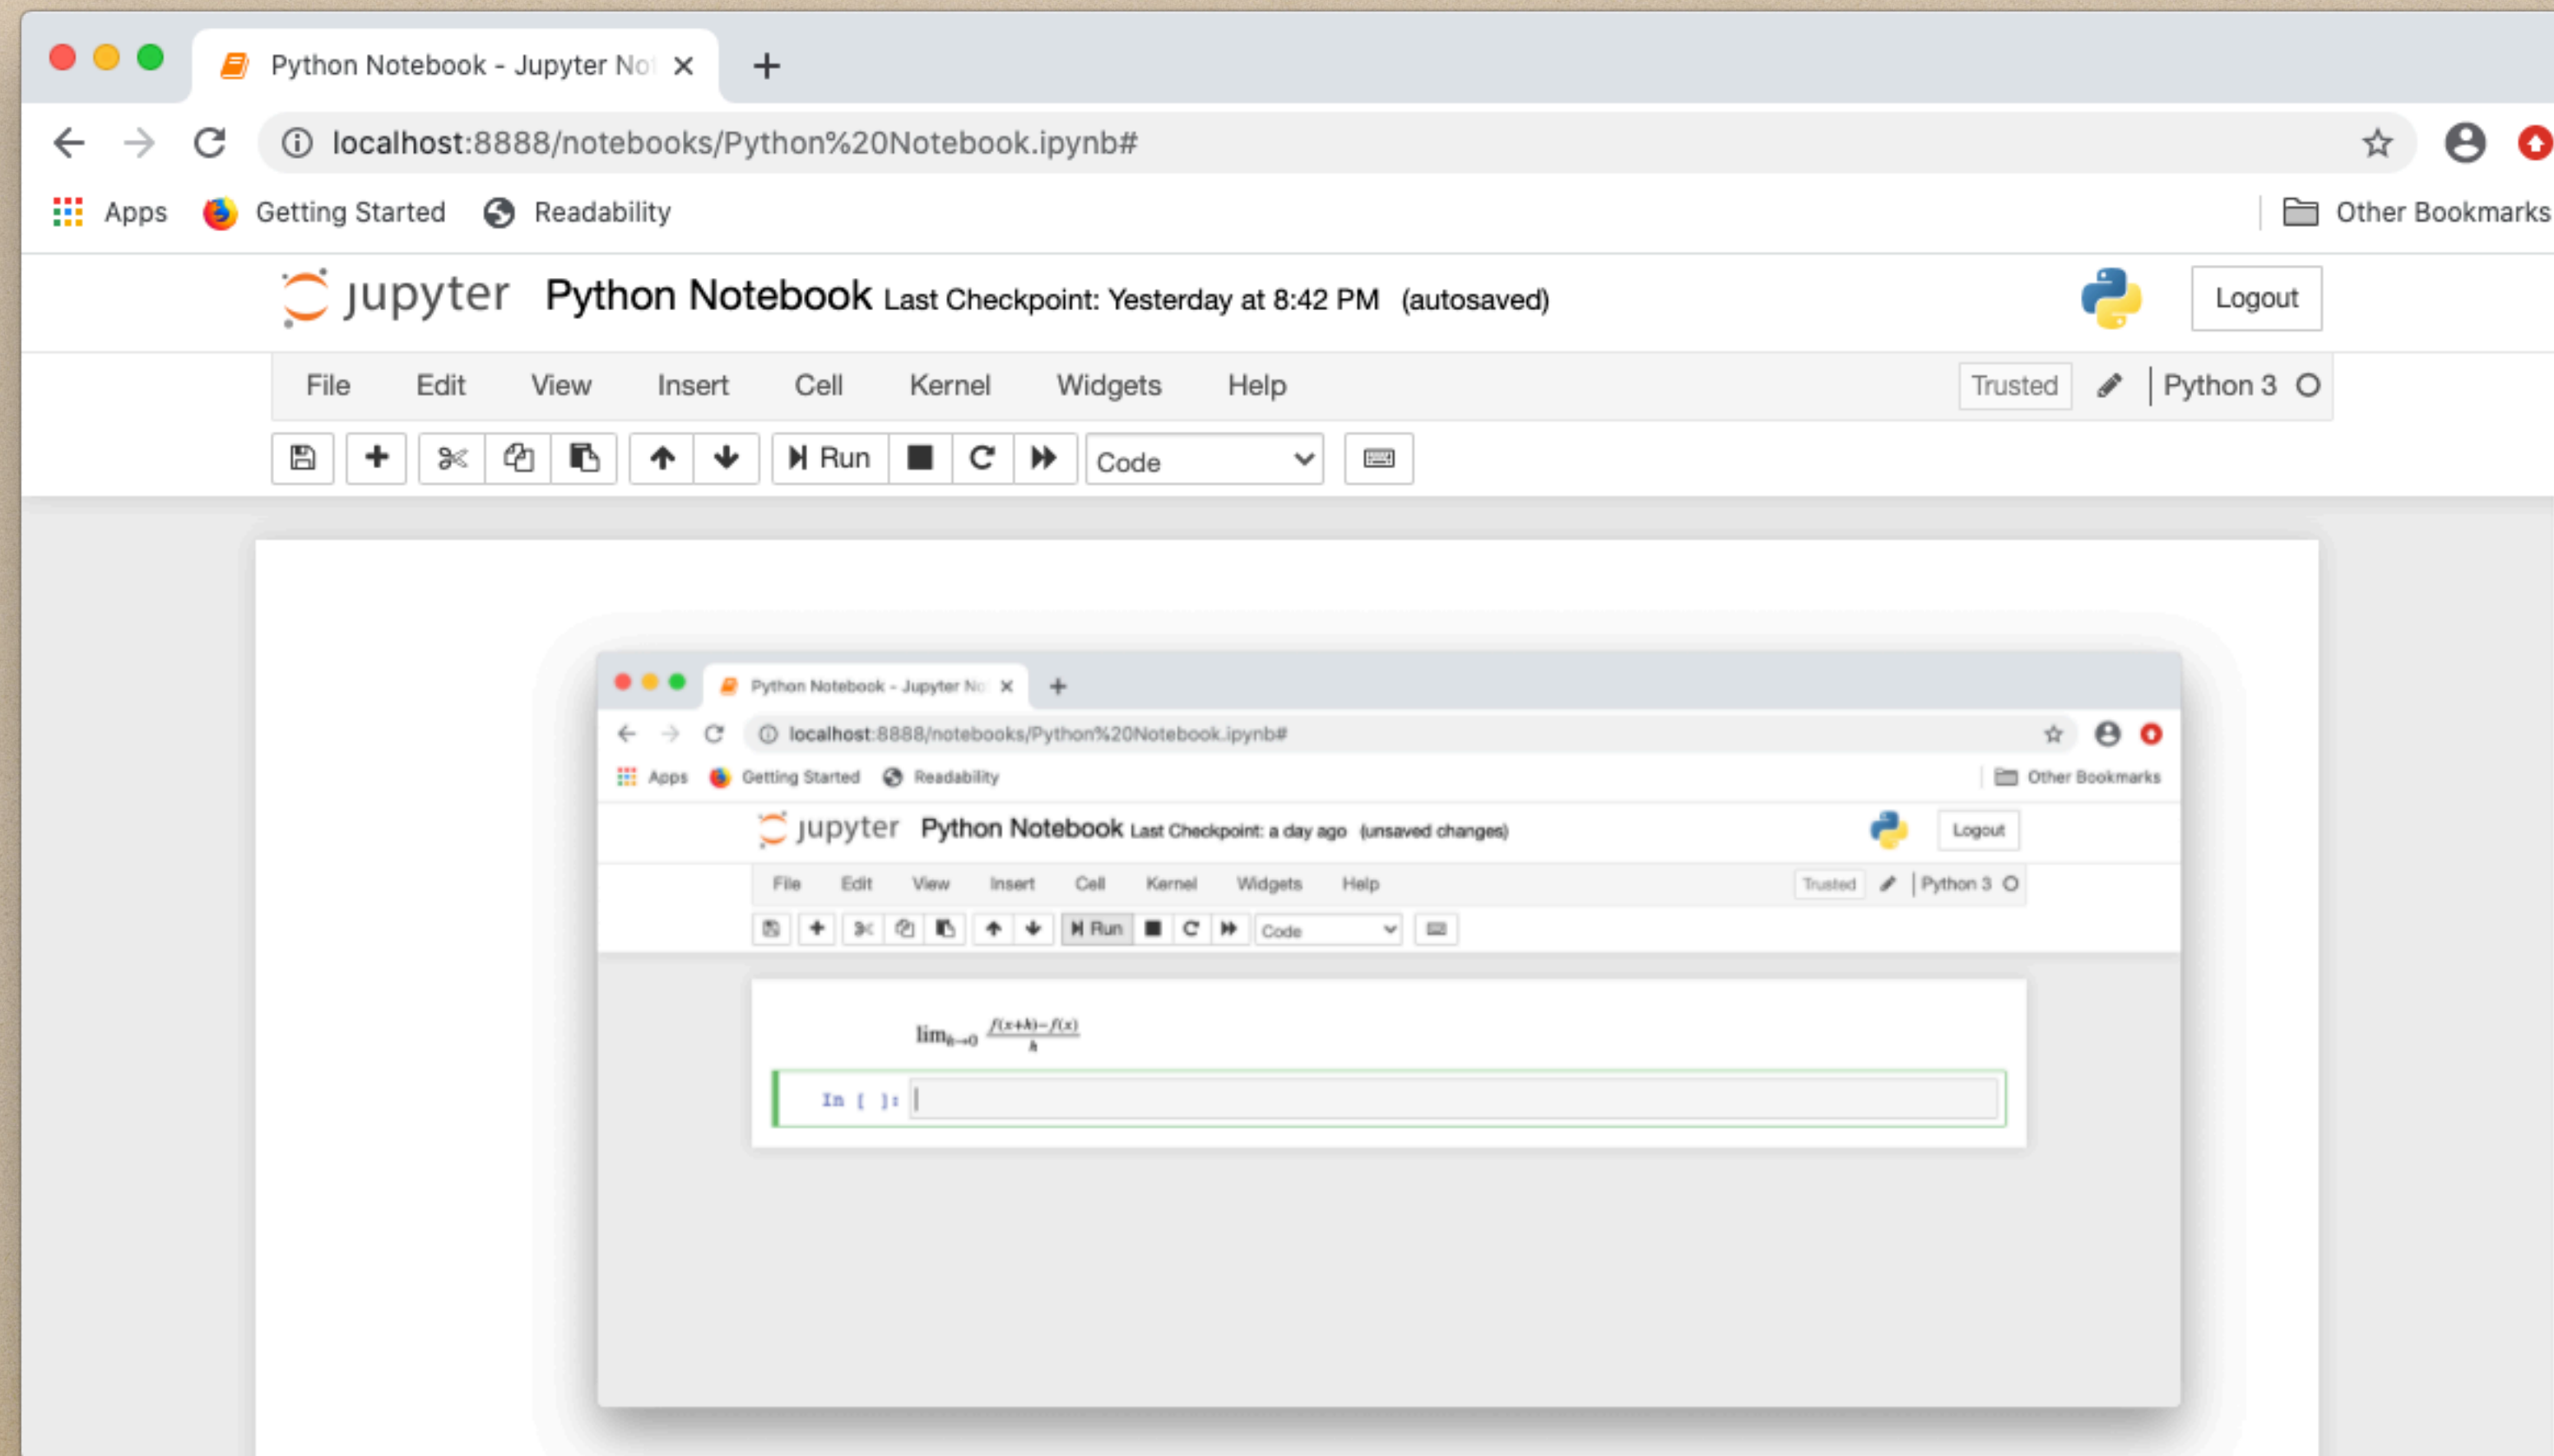 Python Notebook - Jupyter No
localhost:8888/notebooks/Python%20Notebook.ipynb#
Apps Getting Started Readability Other Bookmarks
jupyter Python Notebook Last Checkpoint: Yesterday at 8:42 PM (autosaved) Logout
File Edit View Insert Cell Kernel Widgets Help Trusted Python 3
Run Code
Python Notebook - Jupyter No
localhost:8888/notebooks/Python%20Notebook.ipynb#
Apps Getting Started Readability Other Bookmarks
jupyter Python Notebook Last Checkpoint: a day ago (unsaved changes) Logout
File Edit View Insert Cell Kernel Widgets Help Trusted Python 3
Run Code
lim h→0 f(x+h)−f(x) / h
In [ ]: